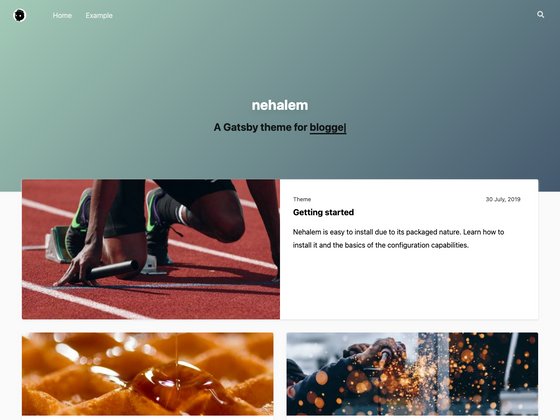 Home Example
nehalem
A Gatsby theme for blogge|
Theme 30 July, 2019
Getting started
Nehalem is easy to install due to its packaged nature. Learn how to
install it and the basics of the configuration capabilities.